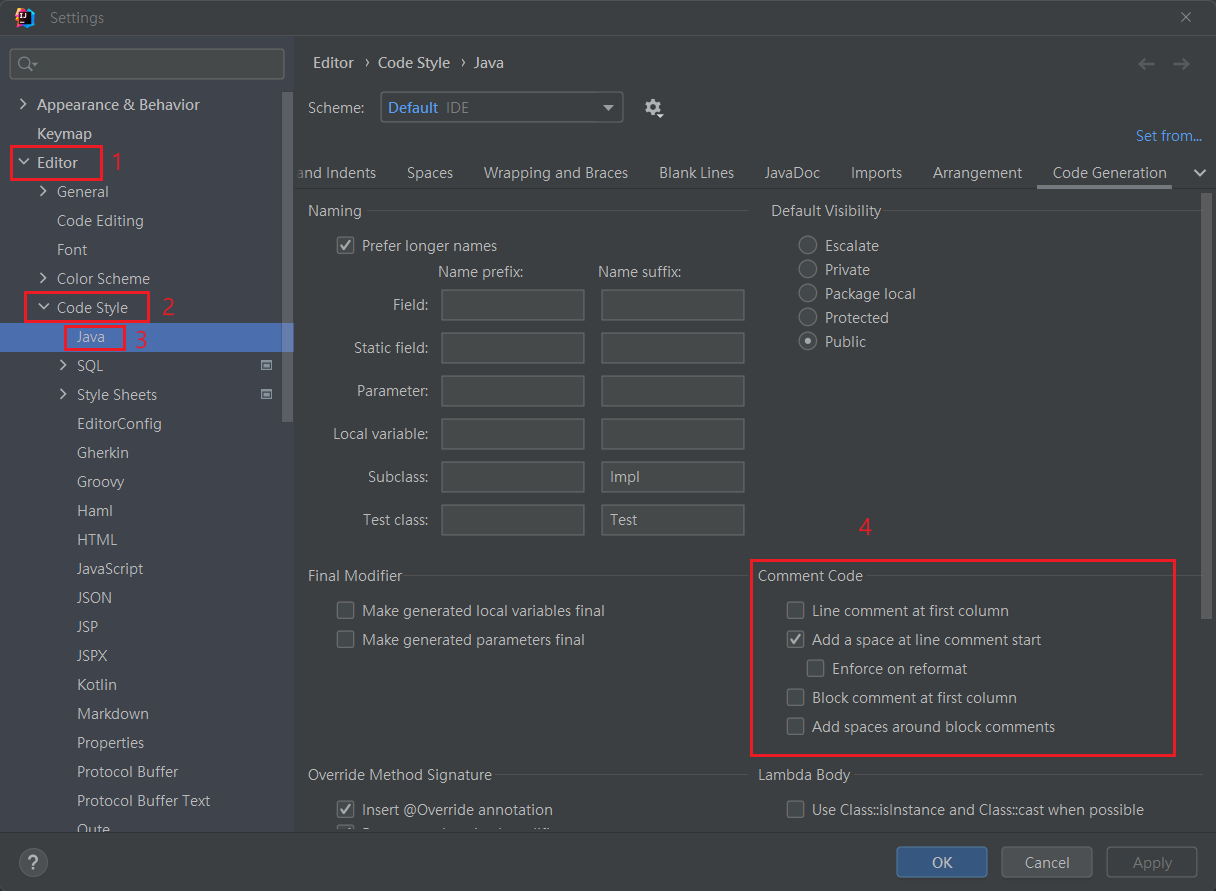 Settings
Editor › Code Style › Java
Scheme: Default IDE
Set from...
and Indents Spaces Wrapping and Braces Blank Lines JavaDoc Imports Arrangement Code Generation
Appearance & Behavior
Keymap
Editor 1
General
Code Editing
Font
Color Scheme
Code Style 2
Java 3
SQL
Style Sheets
EditorConfig
Gherkin
Groovy
Haml
HTML
JavaScript
JSON
JSP
JSPX
Kotlin
Markdown
Properties
Protocol Buffer
Protocol Buffer Text
Qute
Naming
Prefer longer names
Name prefix: Name suffix:
Field:
Static field:
Parameter:
Local variable:
Subclass: Impl
Test class: Test
Default Visibility
Escalate
Private
Package local
Protected
Public
4
Final Modifier
Make generated local variables final
Make generated parameters final
Comment Code
Line comment at first column
Add a space at line comment start
Enforce on reformat
Block comment at first column
Add spaces around block comments
Override Method Signature
Insert @Override annotation
Lambda Body
Use Class::isInstance and Class::cast when possible
?
OK Cancel Apply